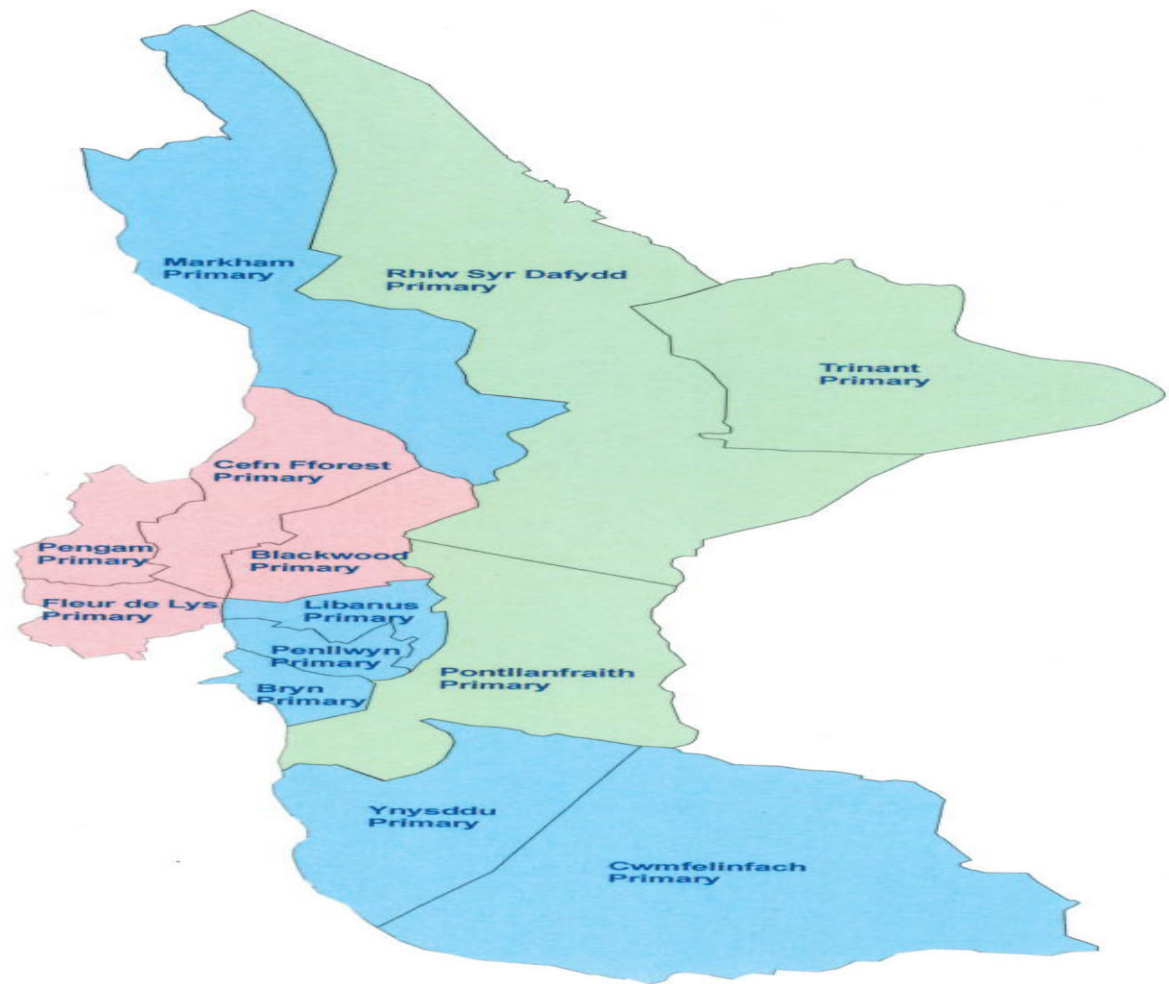 Markham
Primary
Rhiw Syr Dafydd
Primary
Trinant
Primary
Cefn Fforest
Primary
Pengam
Primary
Blackwood
Primary
Fleur de Lys
Primary
Libanus
Primary
Penllwyn
Primary
Pontllanfraith
Primary
Bryn
Primary
Ynysddu
Primary
Cwmfelinfach
Primary